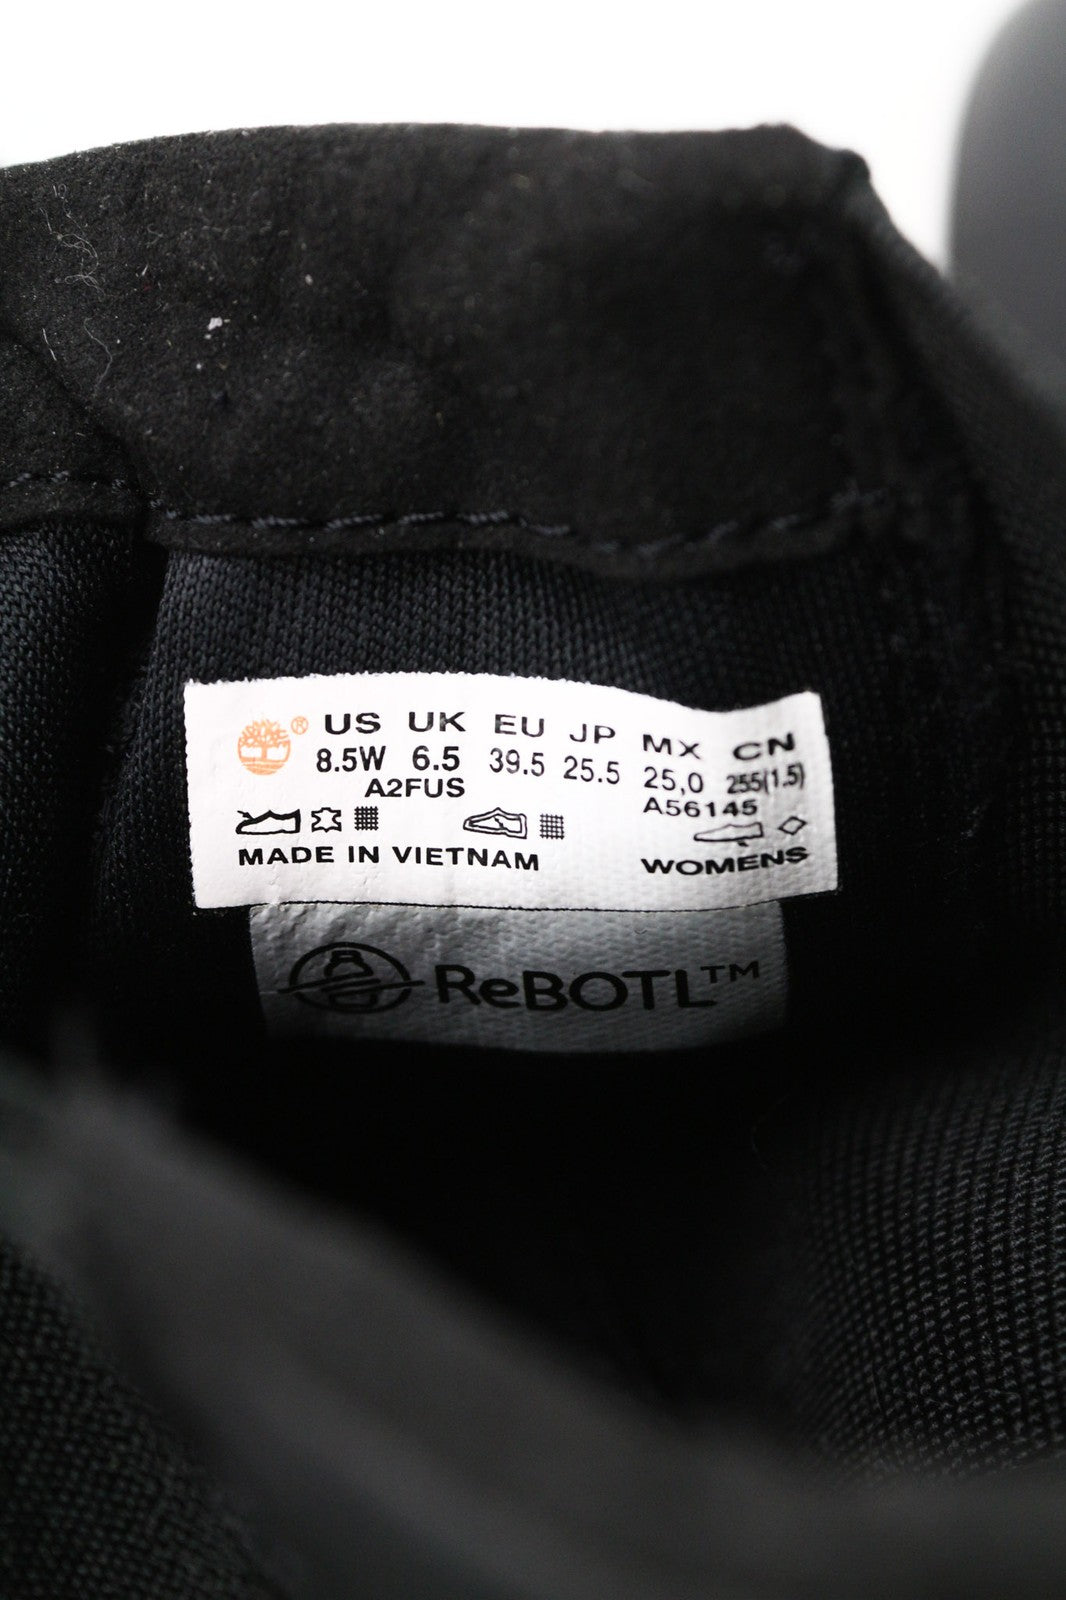 ® US UK EU JP MX CN
8.5W 6.5 39.5 25.5 25,0 255(1.5)
A2FUS A56145
MADE IN VIETNAM WOMENS
ReBOTL™